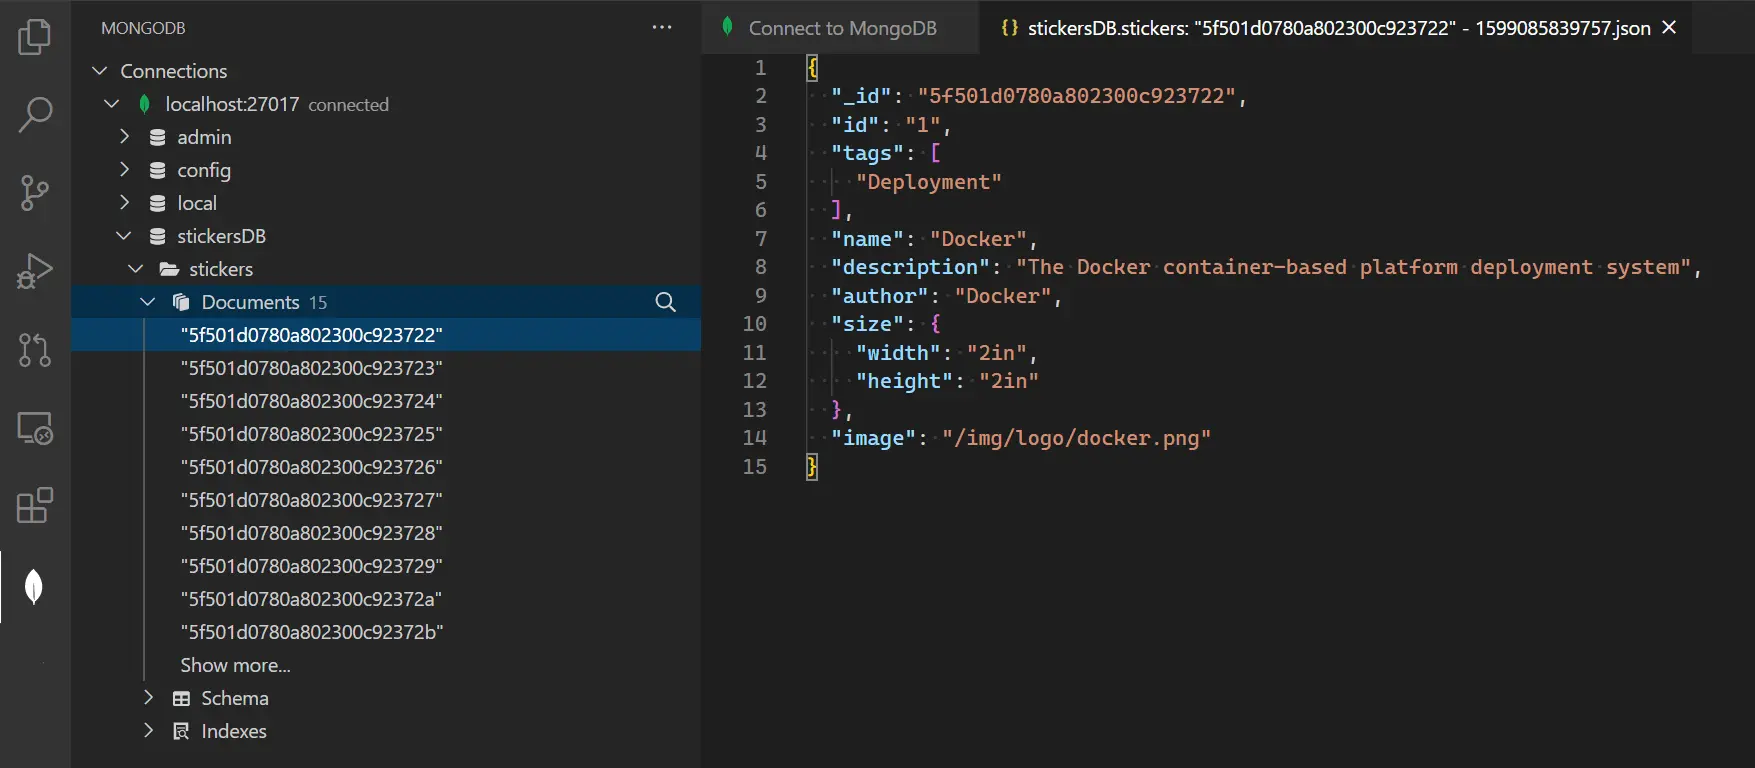 MONGODB
Connections
localhost:27017 connected
admin
config
local
stickersDB
stickers
Documents 15
"5f501d0780a802300c923722"
"5f501d0780a802300c923723"
"5f501d0780a802300c923724"
"5f501d0780a802300c923725"
"5f501d0780a802300c923726"
"5f501d0780a802300c923727"
"5f501d0780a802300c923728"
"5f501d0780a802300c923729"
"5f501d0780a802300c92372a"
"5f501d0780a802300c92372b"
Show more...
Schema
Indexes
Connect to MongoDB
{} stickersDB.stickers: "5f501d0780a802300c923722" - 1599085839757.json
1 {
2 "_id": "5f501d0780a802300c923722",
3 "id": "1",
4 "tags": [
5 "Deployment"
6 ],
7 "name": "Docker",
8 "description": "The Docker container-based platform deployment system",
9 "author": "Docker",
10 "size": {
11 "width": "2in",
12 "height": "2in"
13 },
14 "image": "/img/logo/docker.png"
15 }